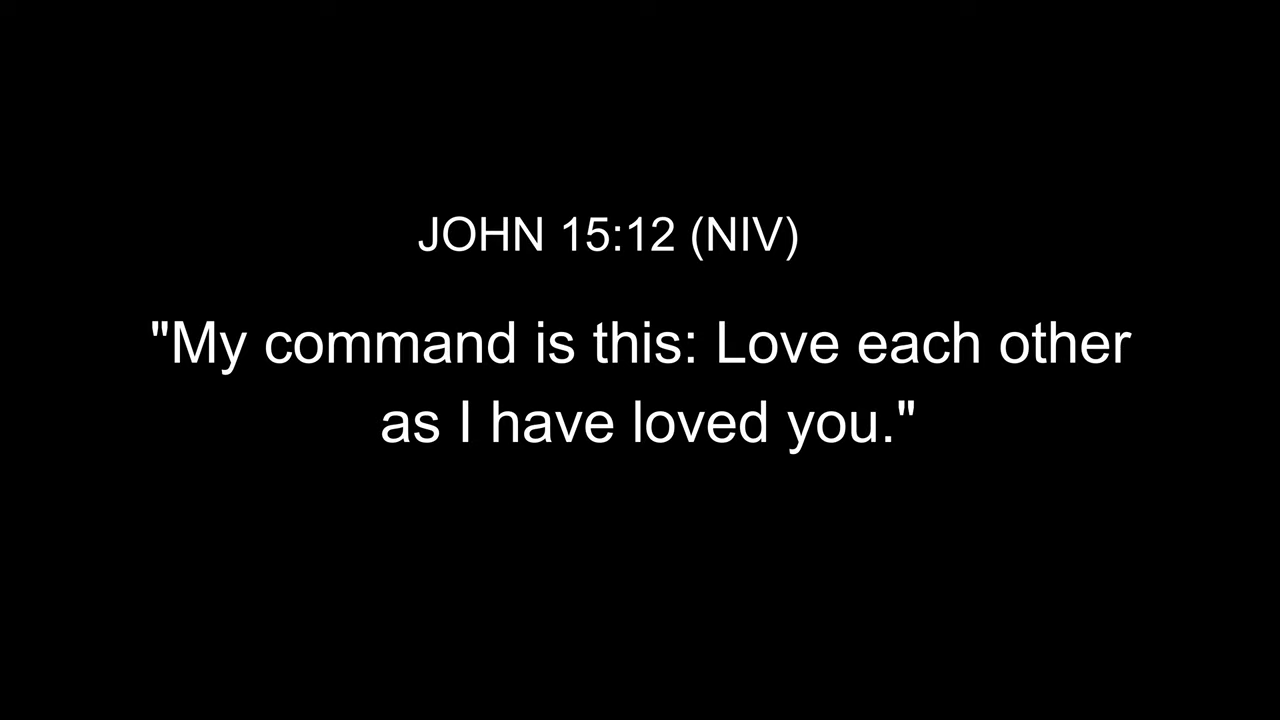 JOHN 15:12 (NIV)
"My command is this: Love each other
as I have loved you."